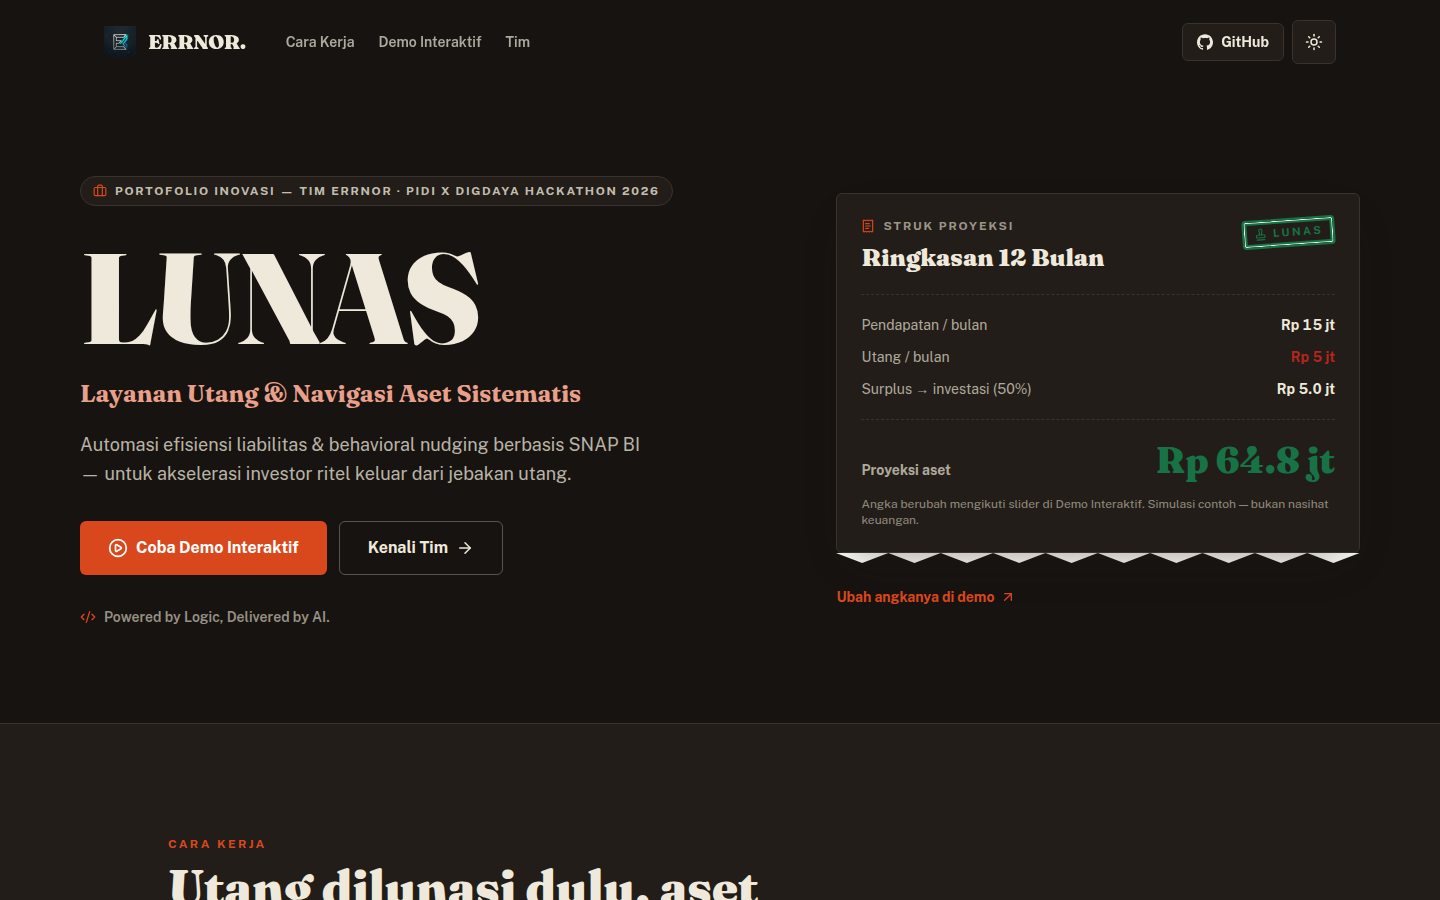 ERRNOR.
Cara Kerja
Demo Interaktif
Tim
GitHub
PORTOFOLIO INOVASI — TIM ERRNOR · PIDI X DIGDAYA HACKATHON 2026
LUNAS
Layanan Utang & Navigasi Aset Sistematis
Automasi efisiensi liabilitas & behavioral nudging berbasis SNAP BI
— untuk akselerasi investor ritel keluar dari jebakan utang.
Coba Demo Interaktif
Kenali Tim →
Powered by Logic, Delivered by AI.
STRUK PROYEKSI
LUNAS
Ringkasan 12 Bulan
Pendapatan / bulan Rp 15 jt
Utang / bulan Rp 5 jt
Surplus → investasi (50%) Rp 5.0 jt
Proyeksi aset Rp 64.8 jt
Angka berubah mengikuti slider di Demo Interaktif. Simulasi contoh — bukan nasihat
keuangan.
Ubah angkanya di demo
CARA KERJA
Utang dilunasi dulu, aset